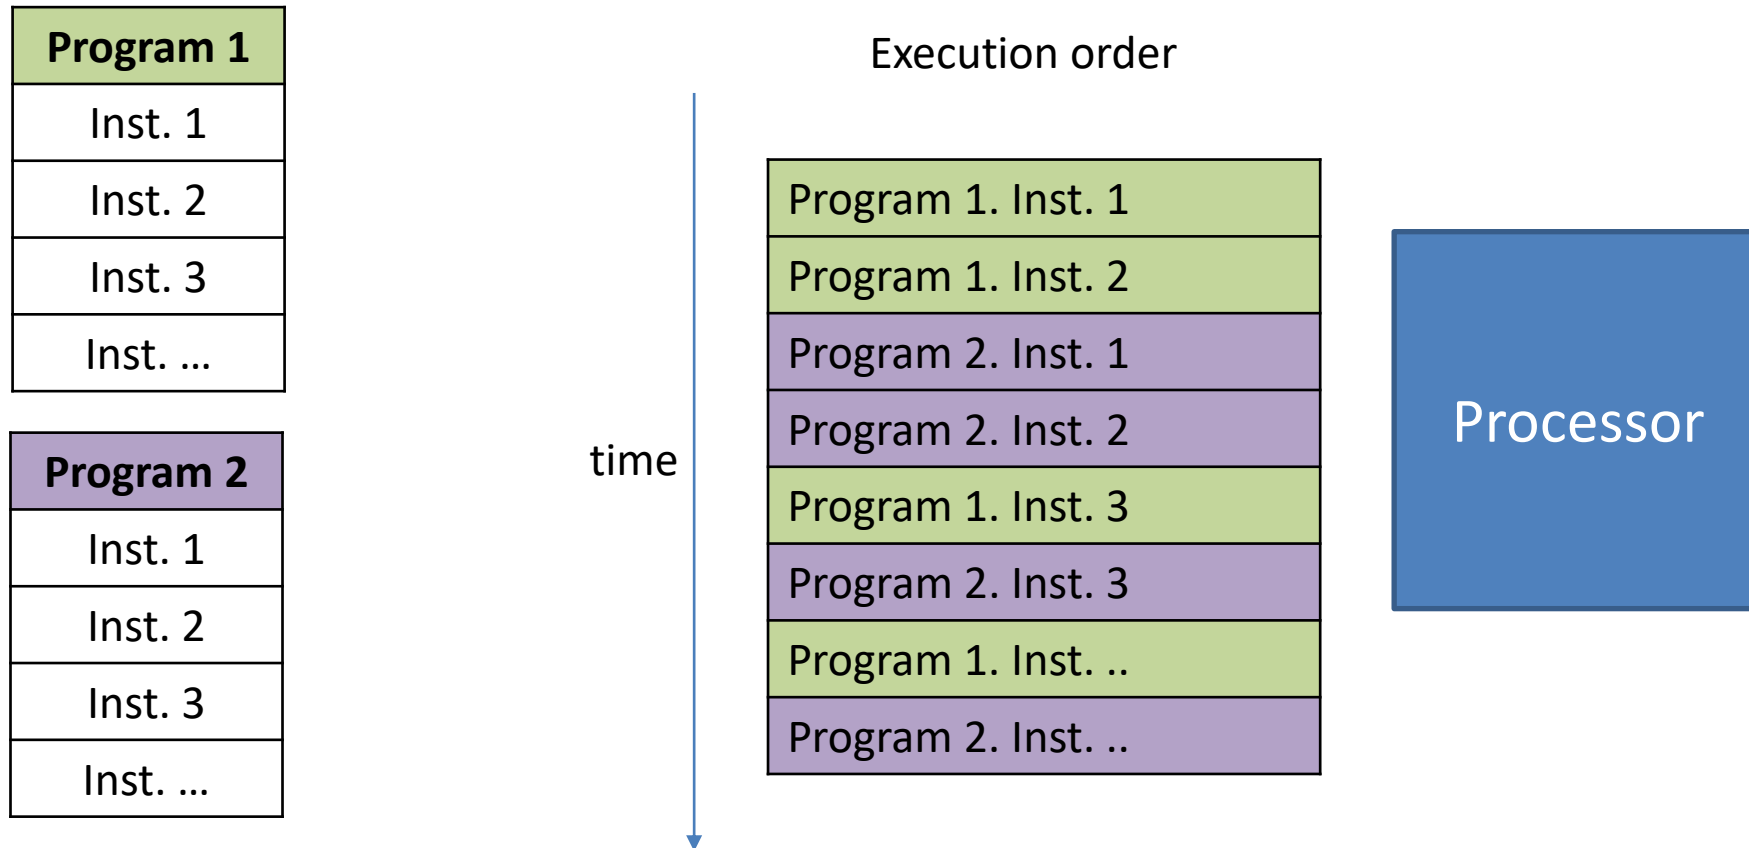 Program 1
Inst. 1
Inst. 2
Inst. 3
Inst. ...
Program 2
Inst. 1
Inst. 2
Inst. 3
Inst. ...
Execution order
time
Program 1. Inst. 1
Program 1. Inst. 2
Program 2. Inst. 1
Program 2. Inst. 2
Program 1. Inst. 3
Program 2. Inst. 3
Program 1. Inst. ..
Program 2. Inst. ..
Processor